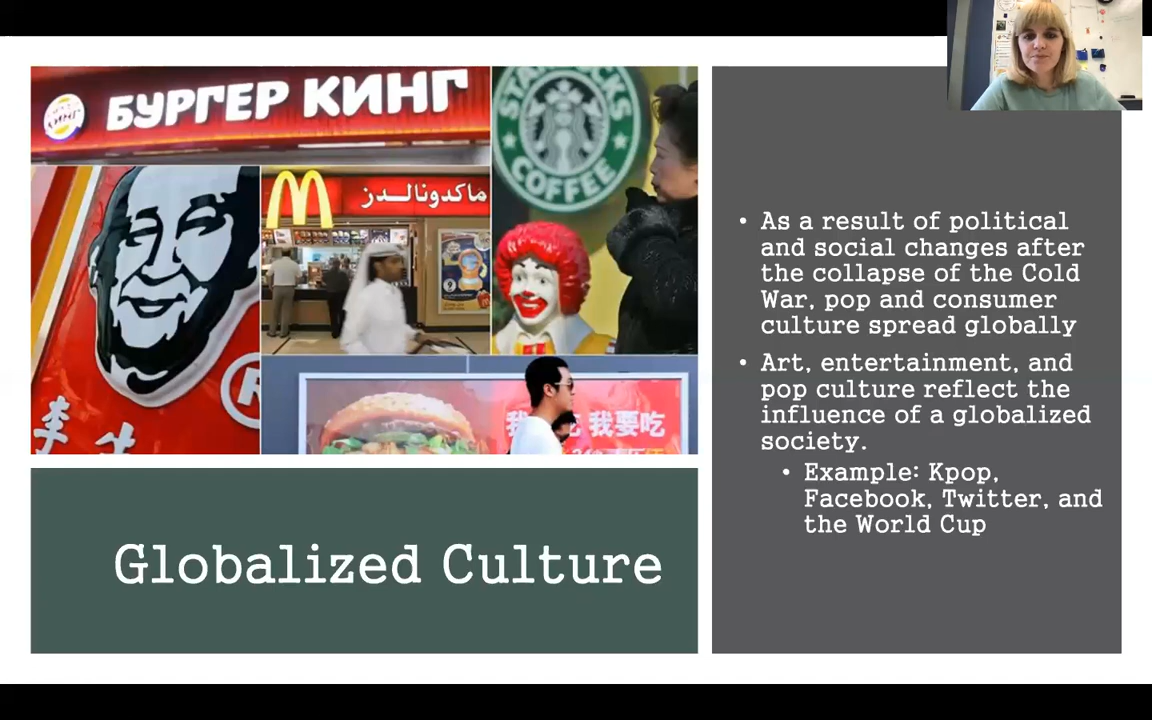 БУРГЕР КИНГ
КИНГ
STARBUCKS
COFFEE
ماكدونالدز
R
我要吃
Globalized Culture
• As a result of political
and social changes after
the collapse of the Cold
War, pop and consumer
culture spread globally
• Art, entertainment, and
pop culture reflect the
influence of a globalized
society.
• Example: Kpop,
Facebook, Twitter, and
the World Cup